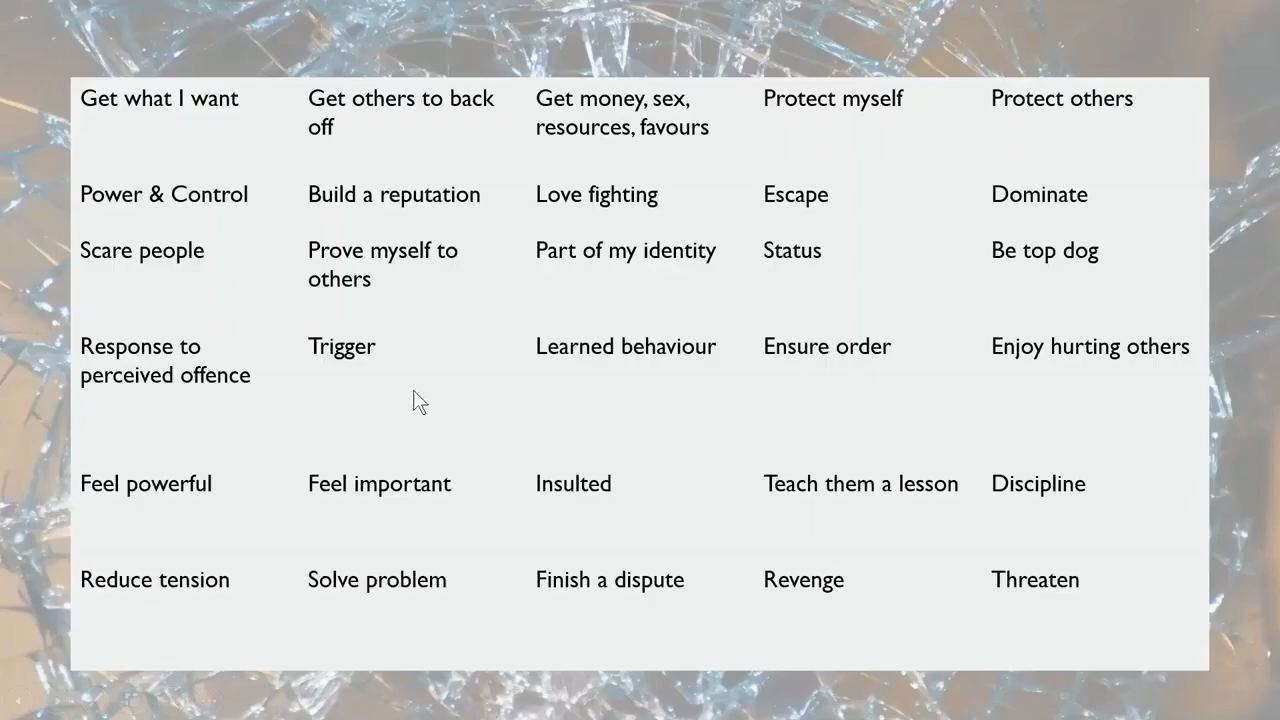 Get what I want
Get others to back
off
Get money, sex,
resources, favours
Protect myself
Protect others
Power & Control
Build a reputation
Love fighting
Escape
Dominate
Scare people
Prove myself to
others
Part of my identity
Status
Be top dog
Response to
perceived offence
Trigger
Learned behaviour
Ensure order
Enjoy hurting others
Feel powerful
Feel important
Insulted
Teach them a lesson
Discipline
Reduce tension
Solve problem
Finish a dispute
Revenge
Threaten